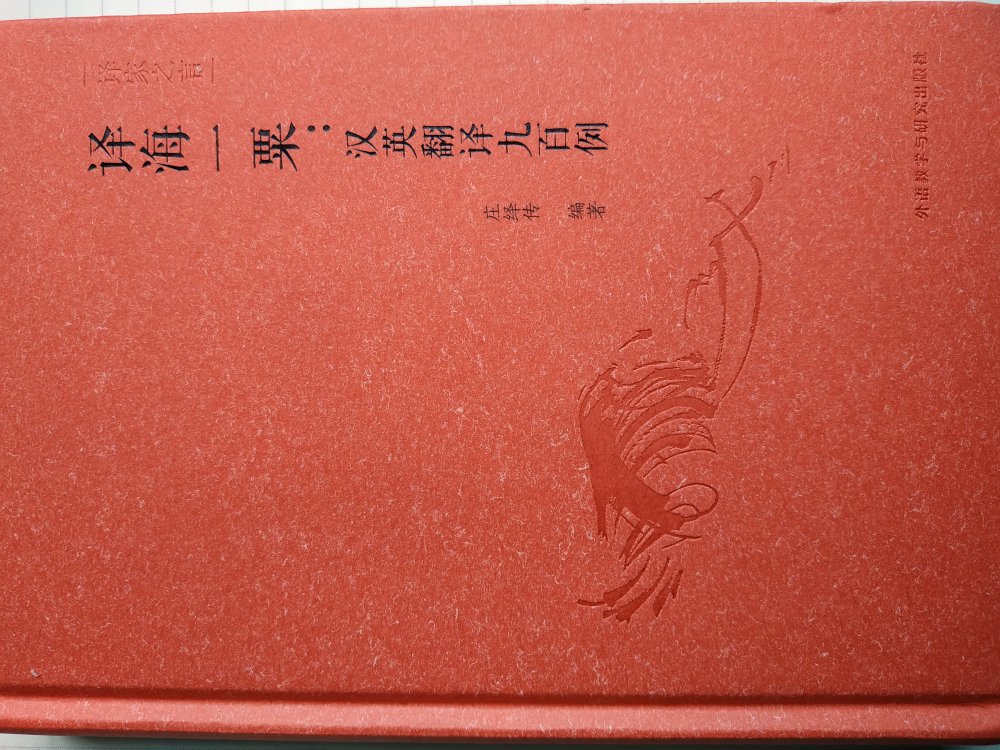 译家之言
译海一粟：
汉英翻译九百例
庄绎传 编著
外语教学与研究出版社